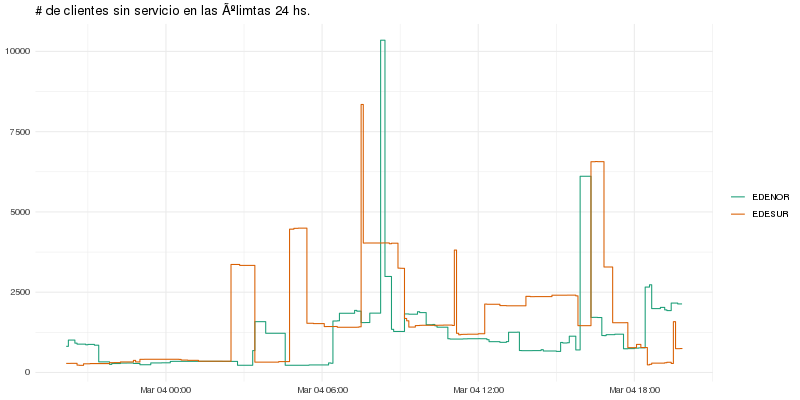 # de clientes sin servicio en las Ãºlimtas 24 hs.
10000
7500
5000
2500
0
Mar 04 00:00
Mar 04 06:00
Mar 04 12:00
Mar 04 18:00
EDENOR
EDESUR